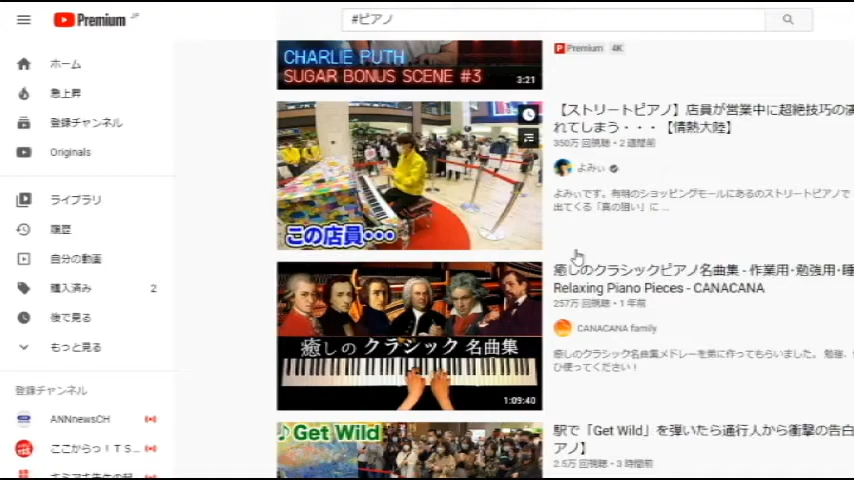 Premium JP
#ピアノ
ホーム
急上昇
登録チャンネル
Originals
ライブラリ
履歴
自分の動画
購入済み 2
後で見る
もっと見る
登録チャンネル
ANNnewsCH
ここからっ!TS...
CHARLIE PUTH
SUGAR BONUS SCENE #3
3:21
Premium 4K
この店員・・・
【ストリートピアノ】店員が営業中に超絶技巧の
れてしまう・・・【情熱大陸】
350万 回視聴・2 週間前
よみぃ
よみぃです。有明のショッピングモールにあるのストリートピアノで
出てくる「真の狙い」に ...
癒しの クラシック 名曲集
1:09:40
癒しのクラシックピアノ名曲集 - 作業用・勉強用・睡
Relaxing Piano Pieces - CANACANA
257万 回視聴・1 年前
CANACANA family
癒しのクラシック名曲集メドレーを弟に作ってもらいました。 勉強、
ひ使ってください!
♪Get Wild
駅で「Get Wild」を弾いたら通行人から衝撃の告白
アノ】
2.5万 回視聴・3 時間前